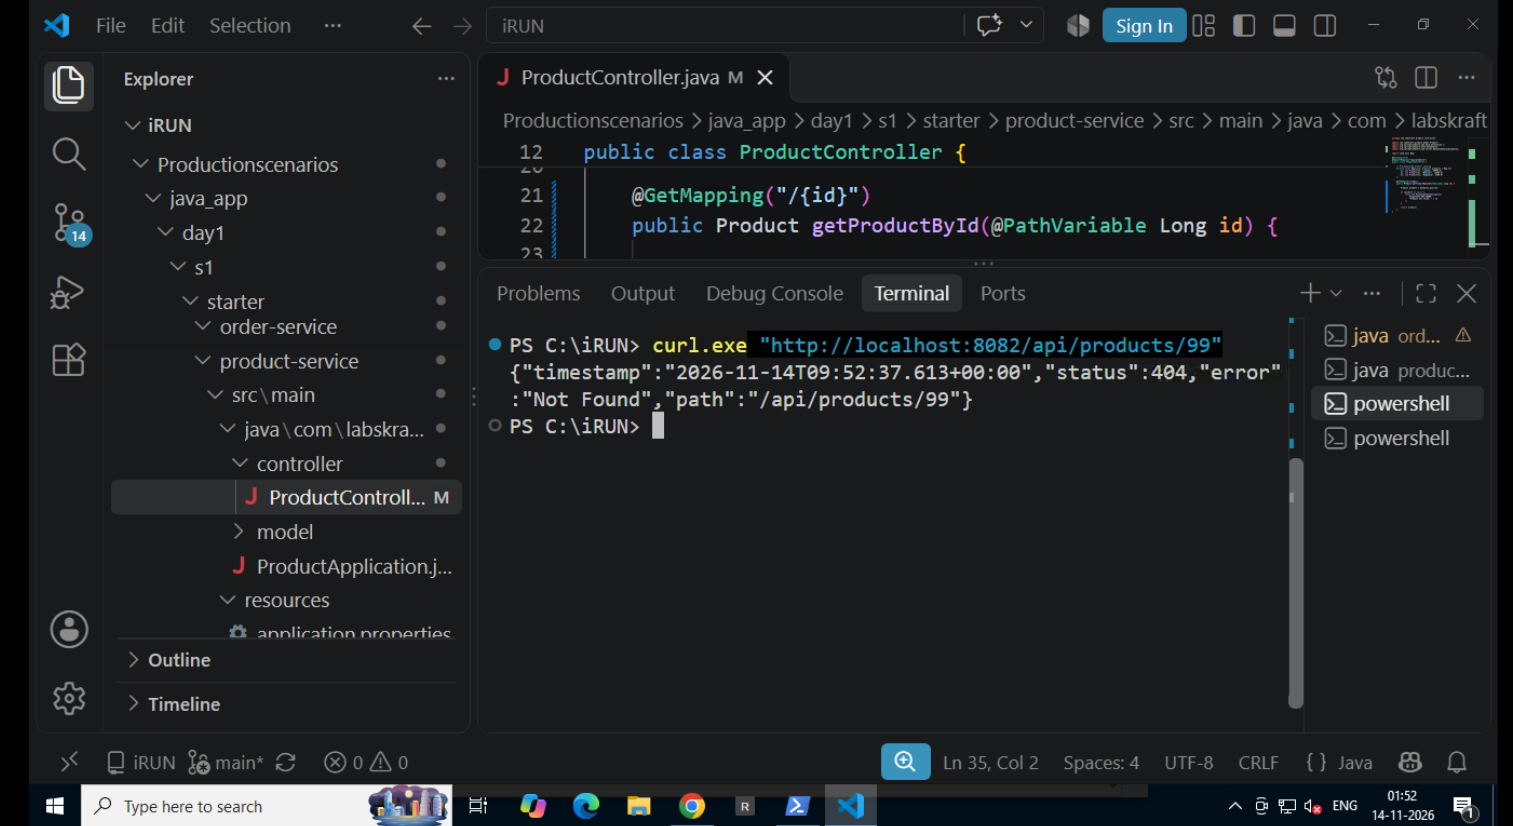 File Edit Selection ···
iRUN
Sign In
Explorer
iRUN
Productionscenarios
java_app
day1
s1
starter
order-service
product-service
src\main
java\com\labskra...
controller
J ProductControll... M
model
J ProductApplication.j...
resources
application.properties
Outline
Timeline
14
J ProductController.java M
Productionscenarios > java_app > day1 > s1 > starter > product-service > src > main > java > com > labskraft
12 public class ProductController {
21 @GetMapping("/{id}")
22 public Product getProductById(@PathVariable Long id) {
23
Problems Output Debug Console Terminal Ports
PS C:\iRUN> curl.exe "http://localhost:8082/api/products/99"
{"timestamp":"2026-11-14T09:52:37.613+00:00","status":404,"error"
:"Not Found","path":"/api/products/99"}
PS C:\iRUN>
java ord...
java produc...
powershell
powershell
iRUN main* 0 0
Ln 35, Col 2 Spaces: 4 UTF-8 CRLF {} Java
Type here to search
R
ENG
01:52
14-11-2026
1